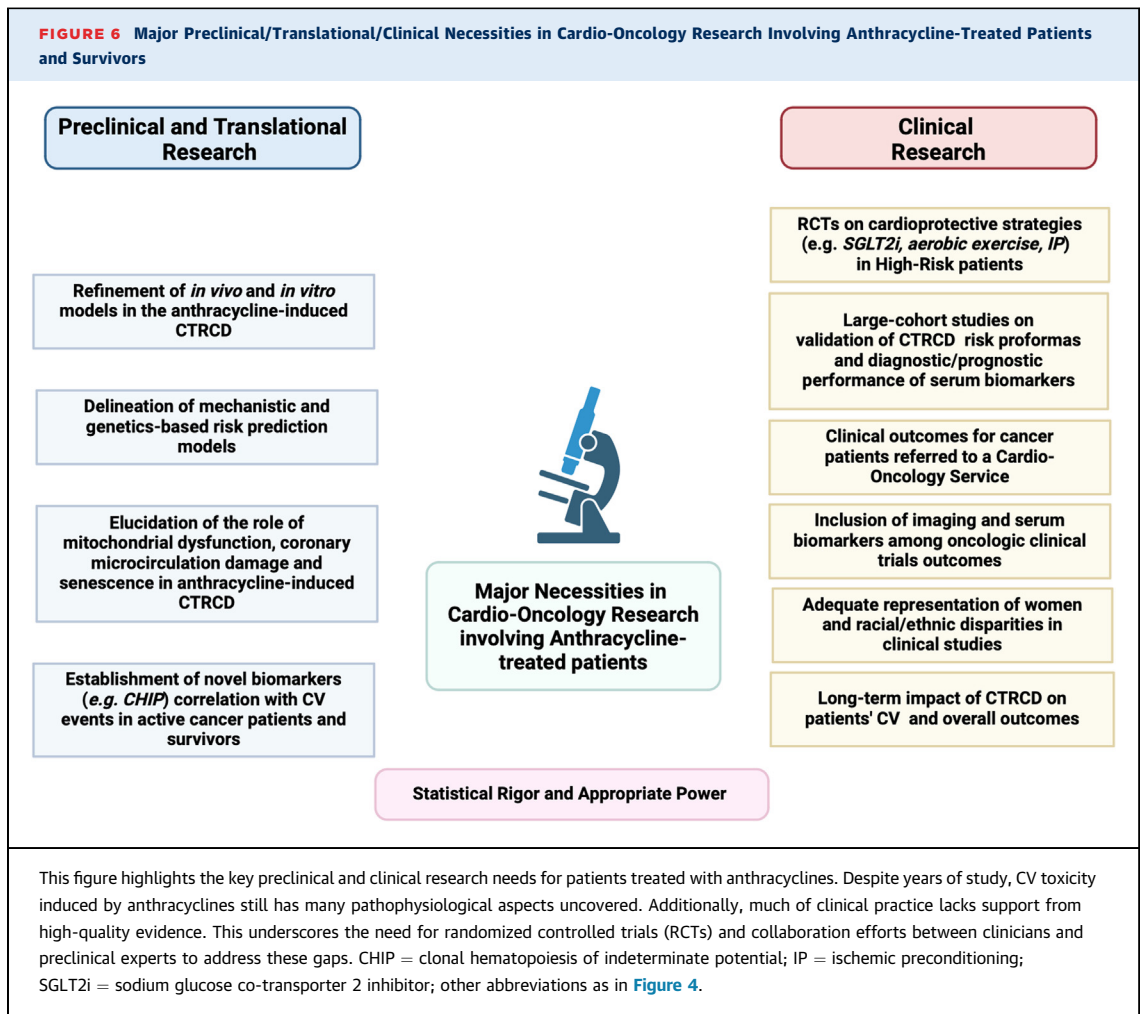 FIGURE 6 Major Preclinical/Translational/Clinical Necessities in Cardio-Oncology Research Involving Anthracycline-Treated Patients
and Survivors
Preclinical and Translational
Research
Refinement of in vivo and in vitro
models in the anthracycline-induced
CTRCD
Delineation of mechanistic and
genetics-based risk prediction
models
Elucidation of the role of
mitochondrial dysfunction, coronary
microcirculation damage and
senescence in anthracycline-induced
CTRCD
Establishment of novel biomarkers
(e.g. CHIP) correlation with CV
events in active cancer patients and
survivors
Major Necessities in
Cardio-Oncology Research
involving Anthracycline-
treated patients
Statistical Rigor and Appropriate Power
Clinical
Research
RCTs on cardioprotective strategies
(e.g. SGLT2i, aerobic exercise, IP)
in High-Risk patients
Large-cohort studies on
validation of CTRCD risk proformas
and diagnostic/prognostic
performance of serum biomarkers
Clinical outcomes for cancer
patients referred to a Cardio-
Oncology Service
Inclusion of imaging and serum
biomarkers among oncologic clinical
trials outcomes
Adequate representation of women
and racial/ethnic disparities in
clinical studies
Long-term impact of CTRCD on
patients' CV and overall outcomes
This figure highlights the key preclinical and clinical research needs for patients treated with anthracyclines. Despite years of study, CV toxicity
induced by anthracyclines still has many pathophysiological aspects uncovered. Additionally, much of clinical practice lacks support from
high-quality evidence. This underscores the need for randomized controlled trials (RCTs) and collaboration efforts between clinicians and
preclinical experts to address these gaps. CHIP = clonal hematopoiesis of indeterminate potential; IP = ischemic preconditioning;
SGLT2i = sodium glucose co-transporter 2 inhibitor; other abbreviations as in Figure 4.